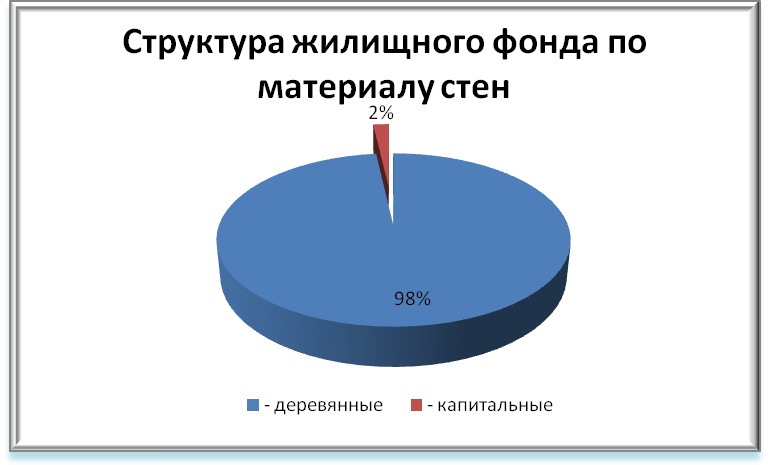 Структура жилищного фонда по
материалу стен
2%
98%
- деревянные - капитальные